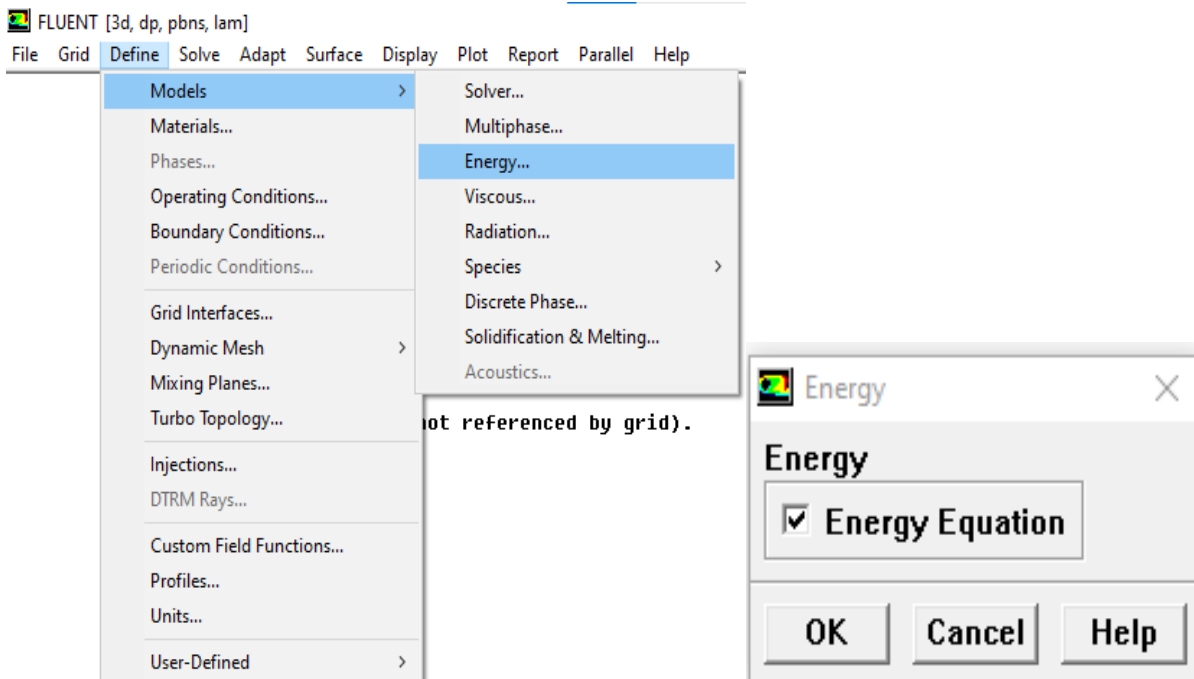 FLUENT [3d, dp, pbns, lam]
File Grid Define Solve Adapt Surface Display Plot Report Parallel Help
Models
Materials...
Phases...
Operating Conditions...
Boundary Conditions...
Periodic Conditions...
Grid Interfaces...
Dynamic Mesh
Mixing Planes...
Turbo Topology...
Injections...
DTRM Rays...
Custom Field Functions...
Profiles...
Units...
User-Defined
Solver...
Multiphase...
Energy...
Viscous...
Radiation...
Species
Discrete Phase...
Solidification & Melting...
Acoustics...
not referenced by grid).
Energy
Energy
Energy Equation
OK Cancel Help